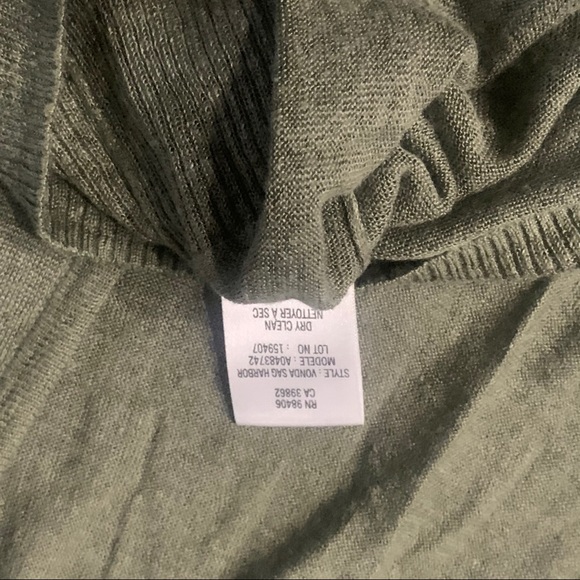 RN 98406
CA 39862
STYLE : VONDA SAG HARBOR
MODELE : A0483742
LOT NO : 159407
DRY CLEAN
NETTOYER À SEC